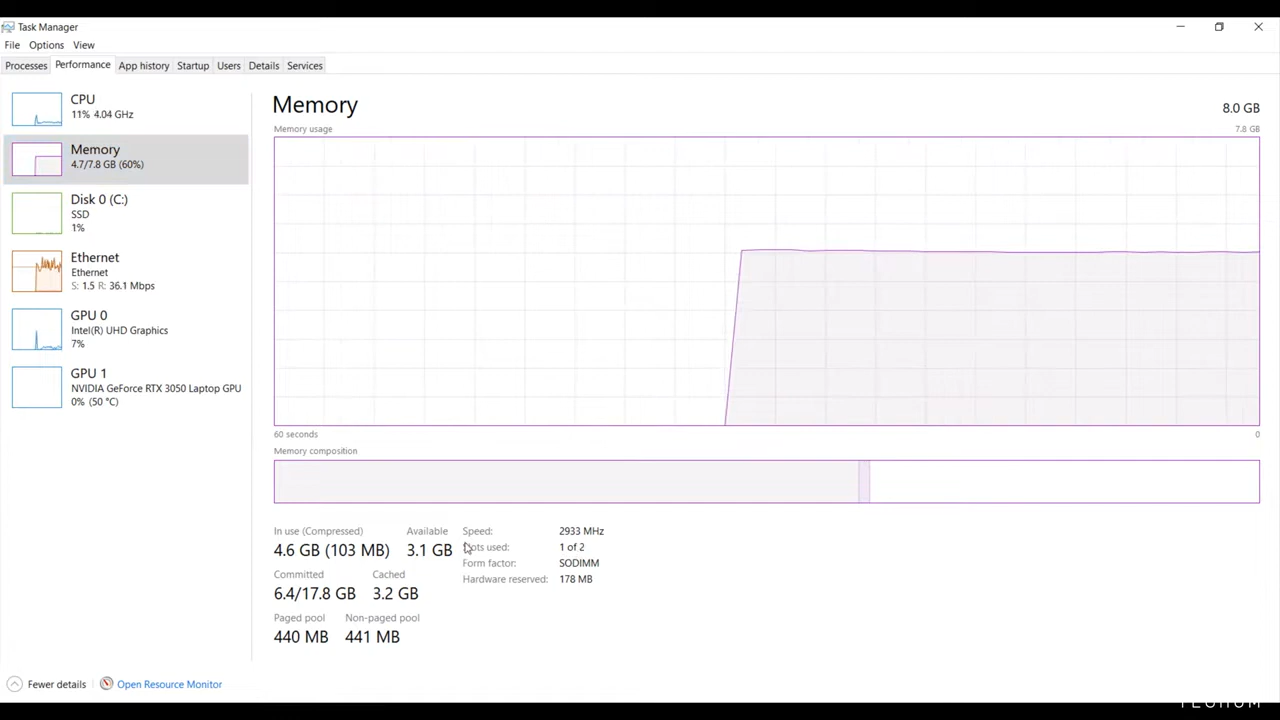 Task Manager
File Options View
Processes Performance App history Startup Users Details Services
CPU
11% 4.04 GHz
Memory
4.7/7.8 GB (60%)
Disk 0 (C:)
SSD
1%
Ethernet
Ethernet
S: 1.5 R: 36.1 Mbps
GPU 0
Intel(R) UHD Graphics
7%
GPU 1
NVIDIA GeForce RTX 3050 Laptop GPU
0% (50 °C)
Memory 8.0 GB
Memory usage 7.8 GB
60 seconds 0
Memory composition
In use (Compressed) Available
4.6 GB (103 MB) 3.1 GB
Committed Cached
6.4/17.8 GB 3.2 GB
Paged pool Non-paged pool
440 MB 441 MB
Speed: 2933 MHz
Slots used: 1 of 2
Form factor: SODIMM
Hardware reserved: 178 MB
Fewer details Open Resource Monitor